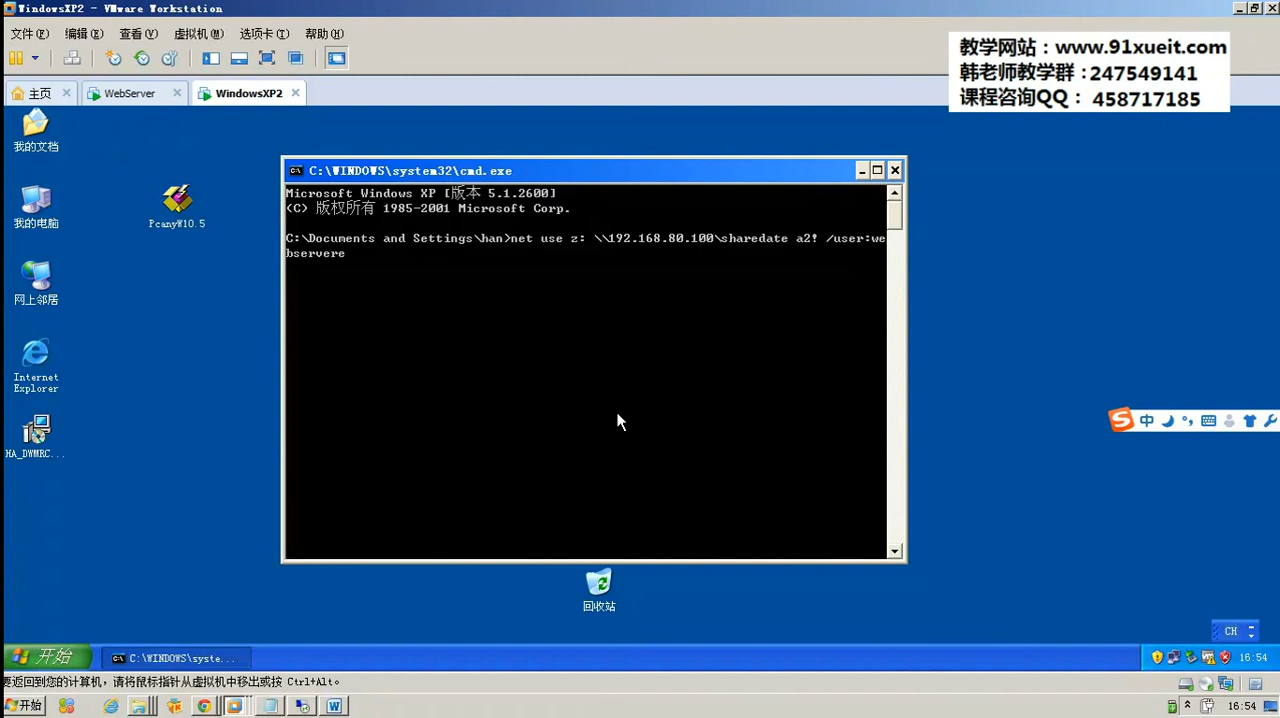 WindowsXP2 - VMware Workstation
文件(F) 编辑(E) 查看(V) 虚拟机(M) 选项卡(T) 帮助(H)
教学网站：www.91xueit.com
韩老师教学群：247549141
课程咨询QQ： 458717185
主页 WebServer WindowsXP2
我的文档
我的电脑
PcanyW10.5
网上邻居
Internet
Explorer
HA_DWMRC...
C:\WINDOWS\system32\cmd.exe
Microsoft Windows XP [版本 5.1.2600]
(C) 版权所有 1985-2001 Microsoft Corp.
C:\Documents and Settings\han>net use z: \\192.168.80.100\sharedate a2! /user:we
bservere
中
回收站
CH
开始 C:\WINDOWS\syste... 16:54
要返回到您的计算机，请将鼠标指针从虚拟机中移出或按 Ctrl+Alt。
开始 16:54